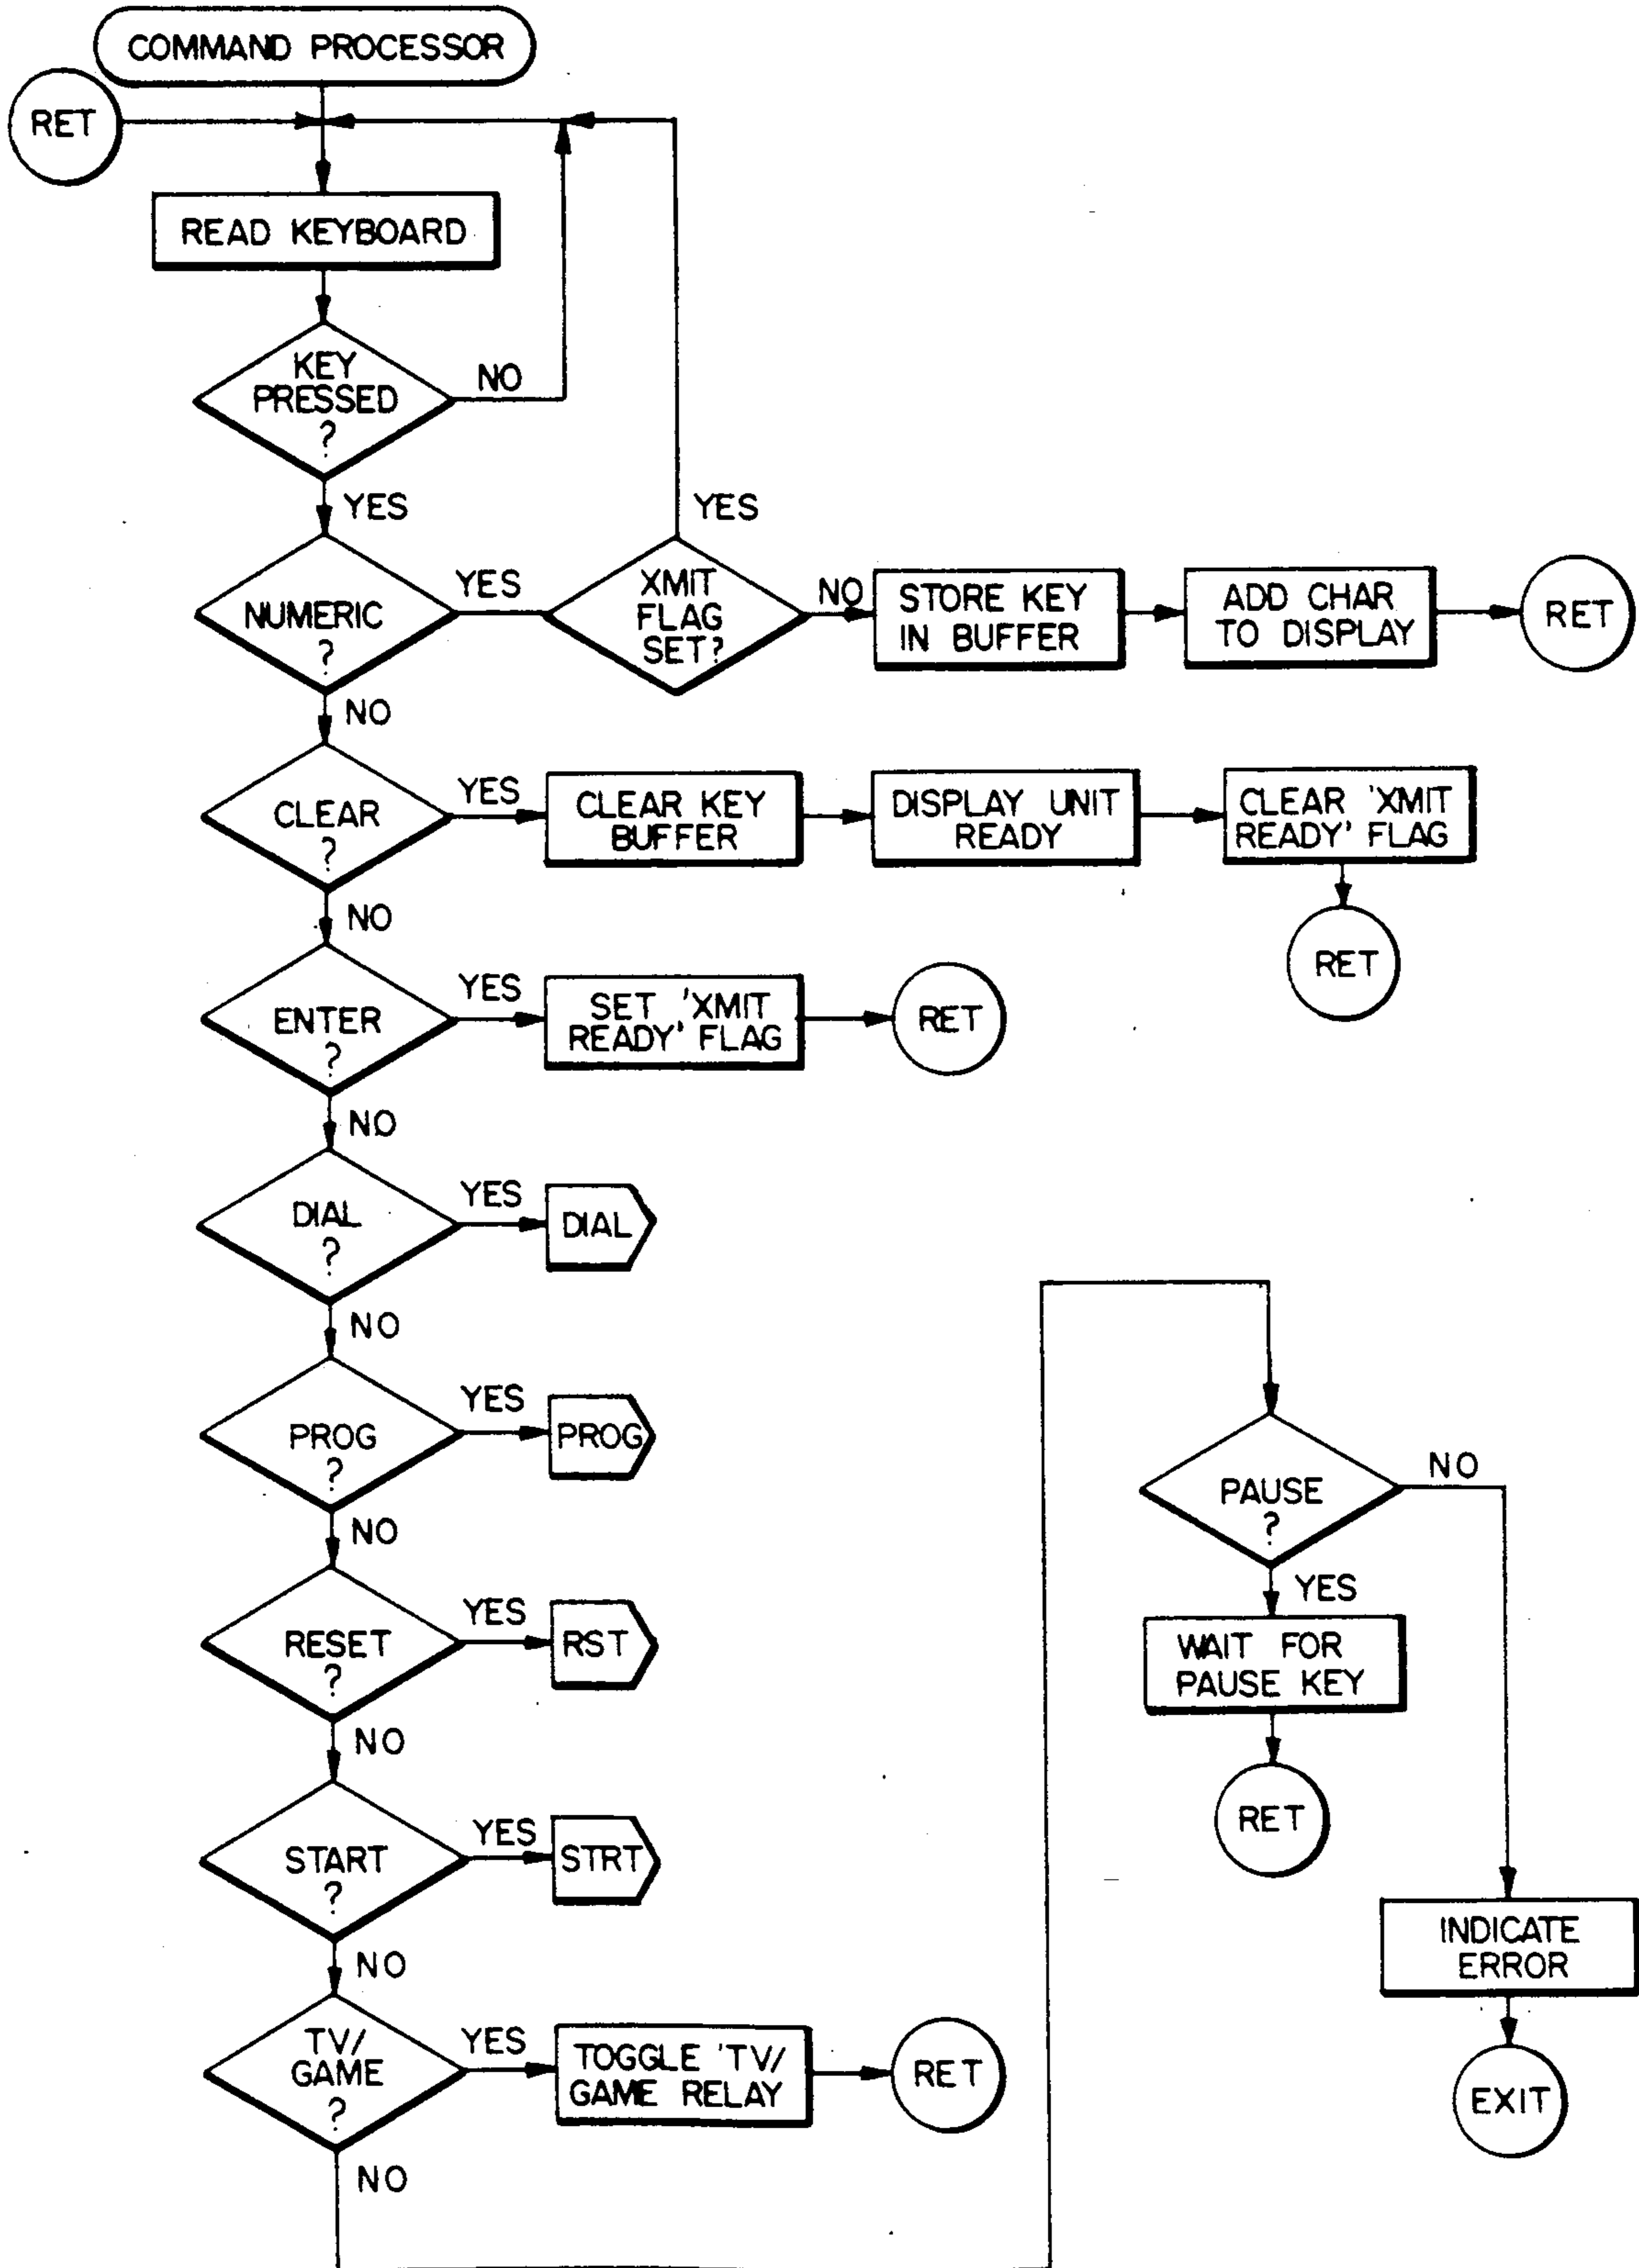 COMMAND PROCESSOR
RET
READ KEYBOARD
KEY
PRESSED
?
NO
YES
NUMERIC
?
YES
XMIT
FLAG
SET?
YES
NO
STORE KEY
IN BUFFER
ADD CHAR
TO DISPLAY
RET
NO
CLEAR
?
YES
CLEAR KEY
BUFFER
DISPLAY UNIT
READY
CLEAR 'XMIT
READY' FLAG
RET
NO
ENTER
?
YES
SET 'XMIT
READY' FLAG
RET
NO
DIAL
?
YES
DIAL
NO
PROG
?
YES
PROG
NO
RESET
?
YES
RST
NO
START
?
YES
STRT
NO
TV/
GAME
?
YES
TOGGLE 'TV/
GAME RELAY
RET
NO
PAUSE
?
NO
YES
WAIT FOR
PAUSE KEY
RET
INDICATE
ERROR
EXIT